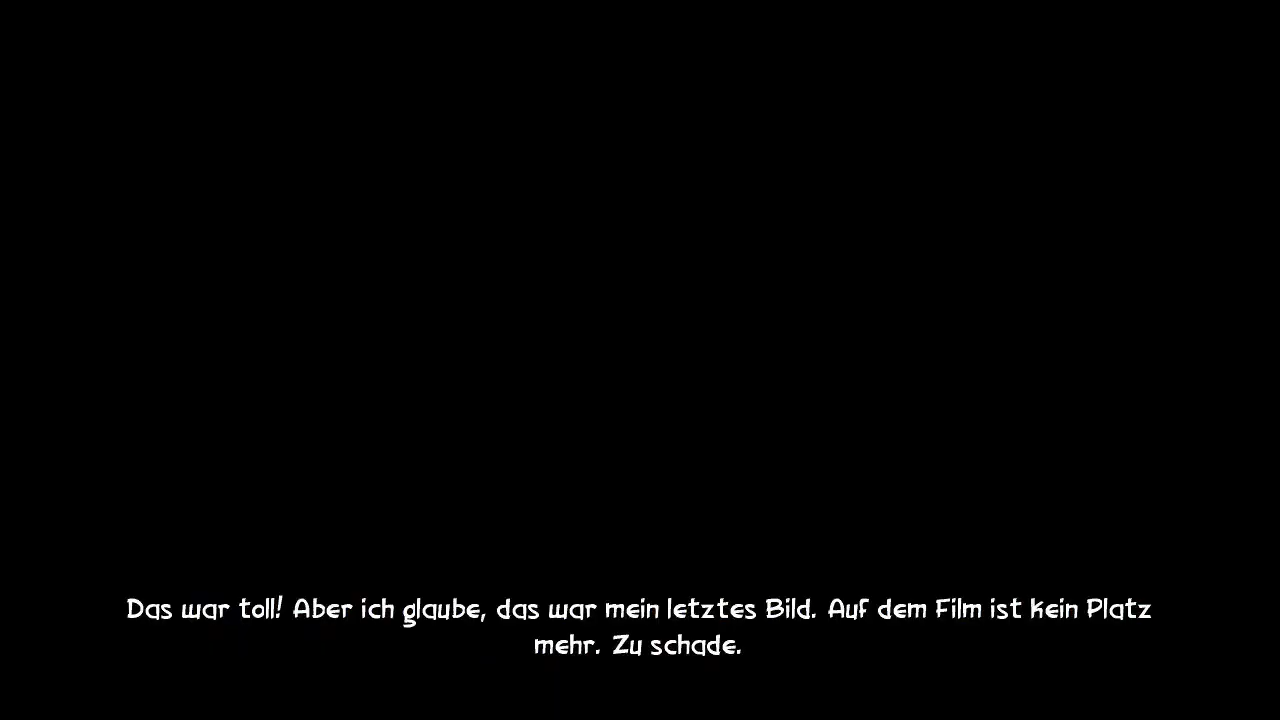 Das war toll! Aber ich glaube, das war mein letztes Bild. Auf dem Film ist kein Platz
mehr. Zu schade.